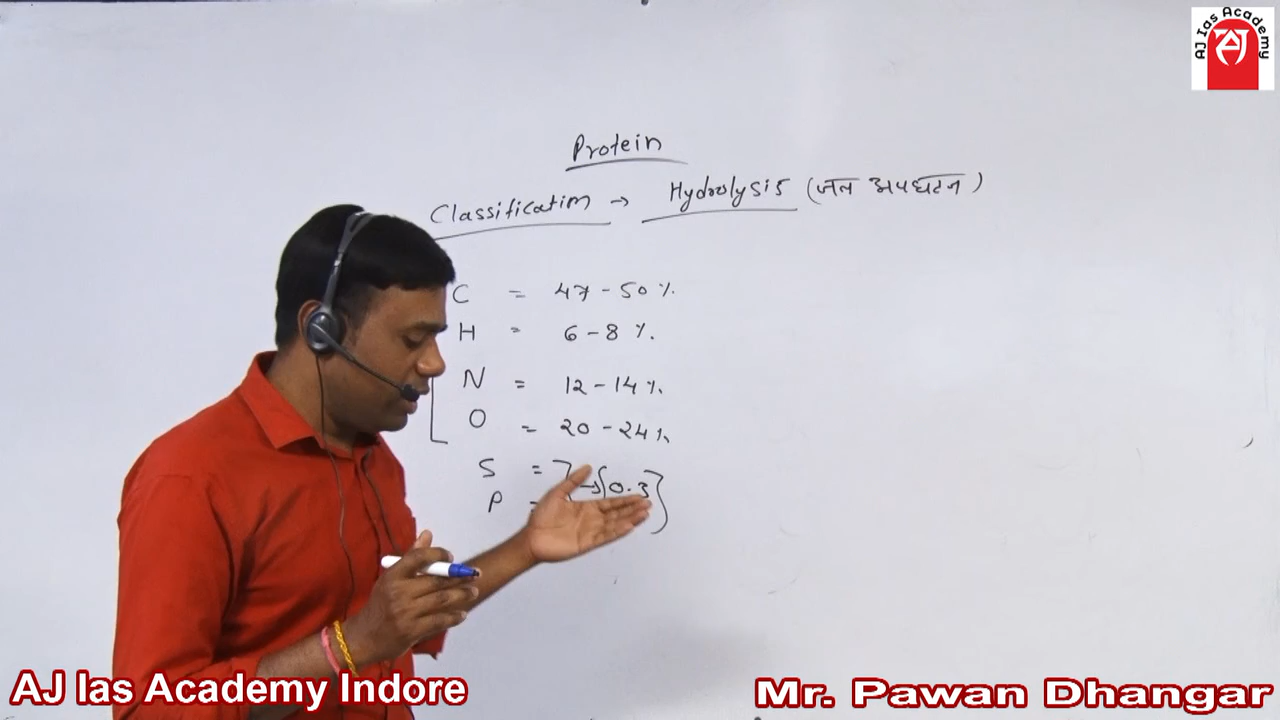 AJ Ias Academy
Protein
Classification → Hydrolysis (जल अपघटन)
C = 47-50%.
H = 6-8 %.
N = 12-14%.
O = 20-24%.
S =
P = } → { 0.3 }
AJ Ias Academy Indore
Mr. Pawan Dhangar